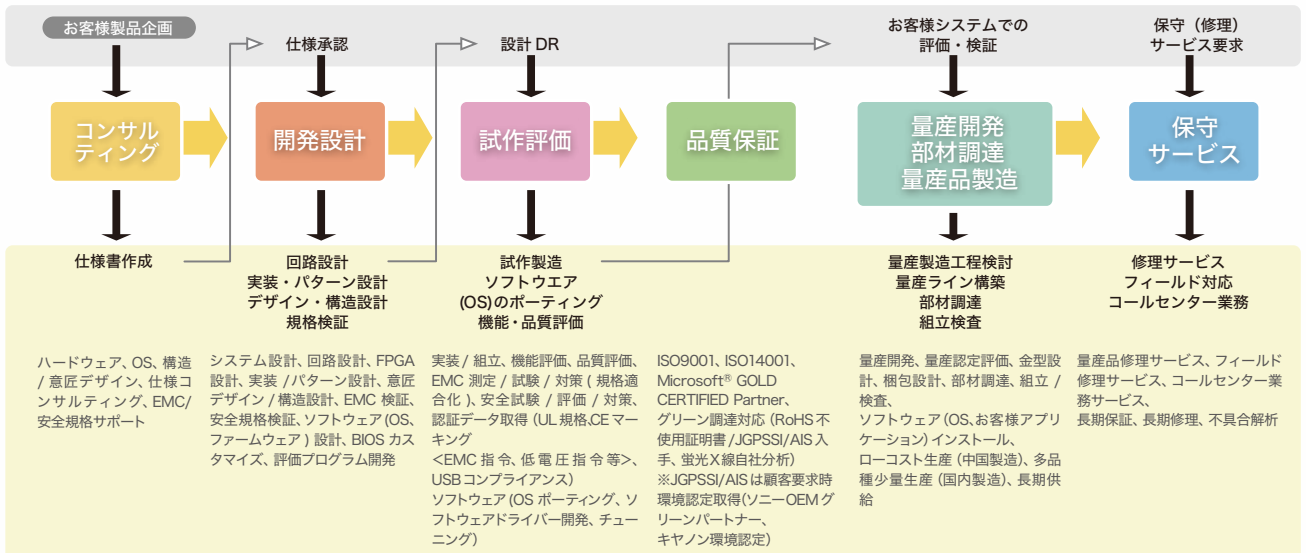 お客様製品企画
仕様承認
設計 DR
お客様システムでの
評価・検証
保守（修理）
サービス要求
コンサル
ティング
開発設計
試作評価
品質保証
量産開発
部材調達
量産品製造
保守
サービス
仕様書作成
回路設計
実装・パターン設計
デザイン・構造設計
規格検証
試作製造
ソフトウエア
(OS)のポーティング
機能・品質評価
量産製造工程検討
量産ライン構築
部材調達
組立検査
修理サービス
フィールド対応
コールセンター業務
ハードウェア、OS、構造
/ 意匠デザイン、仕様コ
ンサルティング、EMC/
安全規格サポート
システム設計、回路設計、FPGA
設計、実装 / パターン設計、意匠
デザイン / 構造設計、EMC 検証、
安全規格検証、ソフトウェア (OS、
ファームウェア ) 設計、BIOS カス
タマイズ、評価プログラム開発
実装 / 組立、機能評価、品質評価、
EMC 測定 / 試験 / 対策 ( 規格適
合化 )、安全試験 / 評価 / 対策、
認証データ取得 (UL 規格、CE マー
キング
<EMC 指令、低電圧指令等>、
USB コンプライアンス）
ソフトウェア (OS ポーティング、ソ
フトウェアドライバー開発、チュー
ニング）
ISO9001、ISO14001、
Microsoft® GOLD
CERTIFIED Partner、
グリーン調達対応（RoHS 不
使用証明書 /JGPSSI/AIS 入
手、蛍光X線自社分析）
※JGPSSI/AISは顧客要求時
環境認定取得(ソニーOEM グ
リーンパートナー、
キヤノン環境認定）
量産開発、量産認定評価、金型設
計、梱包設計、部材調達、組立 /
検査、
ソフトウェア（OS、お客様アプリ
ケーション）インストール、
ローコスト生産（中国製造）、多品
種少量生産（国内製造）、長期供
給
量産品修理サービス、フィールド
修理サービス、コールセンター業
務サービス、
長期保証、長期修理、不具合解析